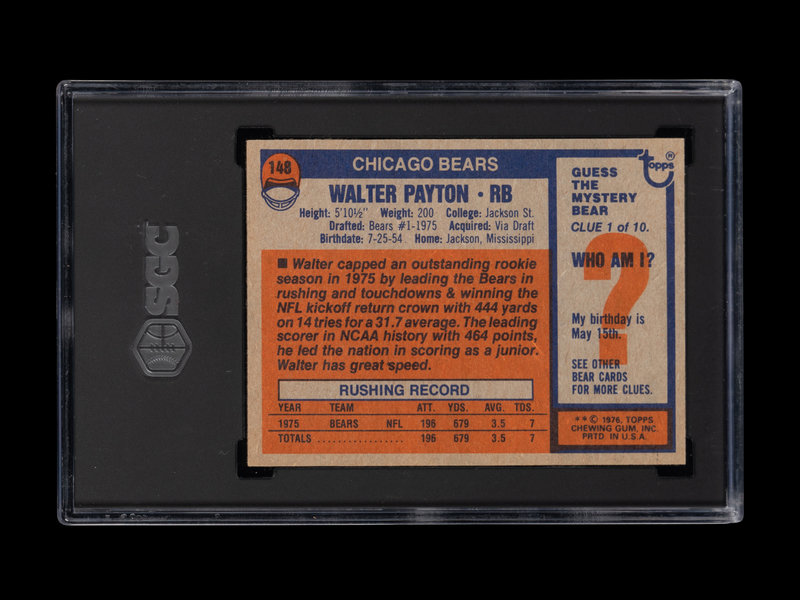 SGC
148
CHICAGO BEARS
WALTER PAYTON • RB
Height: 5'10½" Weight: 200 College: Jackson St.
Drafted: Bears #1-1975 Acquired: Via Draft
Birthdate: 7-25-54 Home: Jackson, Mississippi
■ Walter capped an outstanding rookie
season in 1975 by leading the Bears in
rushing and touchdowns & winning the
NFL kickoff return crown with 444 yards
on 14 tries for a 31.7 average. The leading
scorer in NCAA history with 464 points,
he led the nation in scoring as a junior.
Walter has great speed.
RUSHING RECORD
YEAR TEAM ATT. YDS. AVG. TDS.
1975 BEARS NFL 196 679 3.5 7
TOTALS ................. 196 679 3.5 7
topps®
GUESS
THE
MYSTERY
BEAR
CLUE 1 of 10.
?
WHO AM I?
My birthday is
May 15th.
SEE OTHER
BEAR CARDS
FOR MORE CLUES.
** © 1976, TOPPS
CHEWING GUM, INC.
PRTD. IN U.S.A.